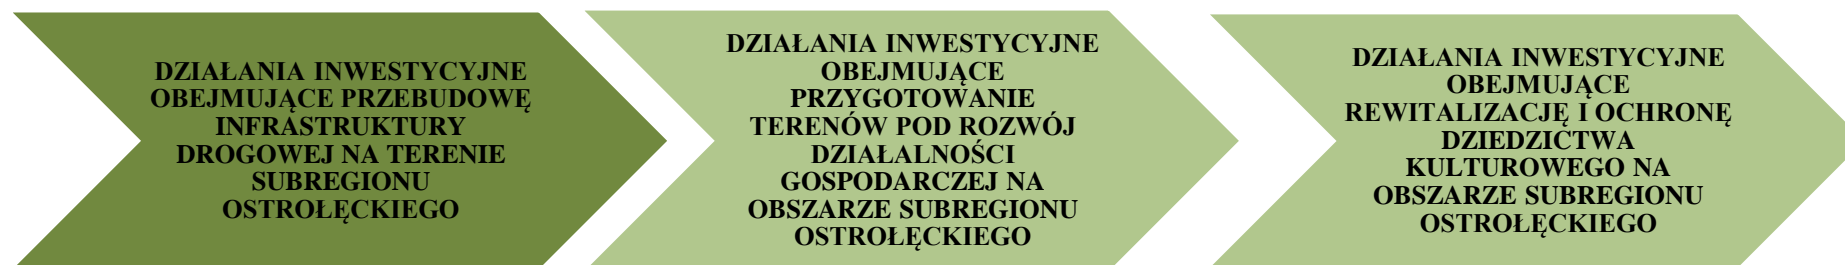 DZIAŁANIA INWESTYCYJNE
OBEJMUJĄCE PRZEBUDOWĘ
INFRASTRUKTURY
DROGOWEJ NA TERENIE
SUBREGIONU
OSTROŁĘCKIEGO
DZIAŁANIA INWESTYCYJNE
OBEJMUJĄCE
PRZYGOTOWANIE
TERENÓW POD ROZWÓJ
DZIAŁALNOŚCI
GOSPODARCZEJ NA
OBSZARZE SUBREGIONU
OSTROŁĘCKIEGO
DZIAŁANIA INWESTYCYJNE
OBEJMUJĄCE
REWITALIZACJĘ I OCHRONĘ
DZIEDZICTWA
KULTUROWEGO NA
OBSZARZE SUBREGIONU
OSTROŁĘCKIEGO